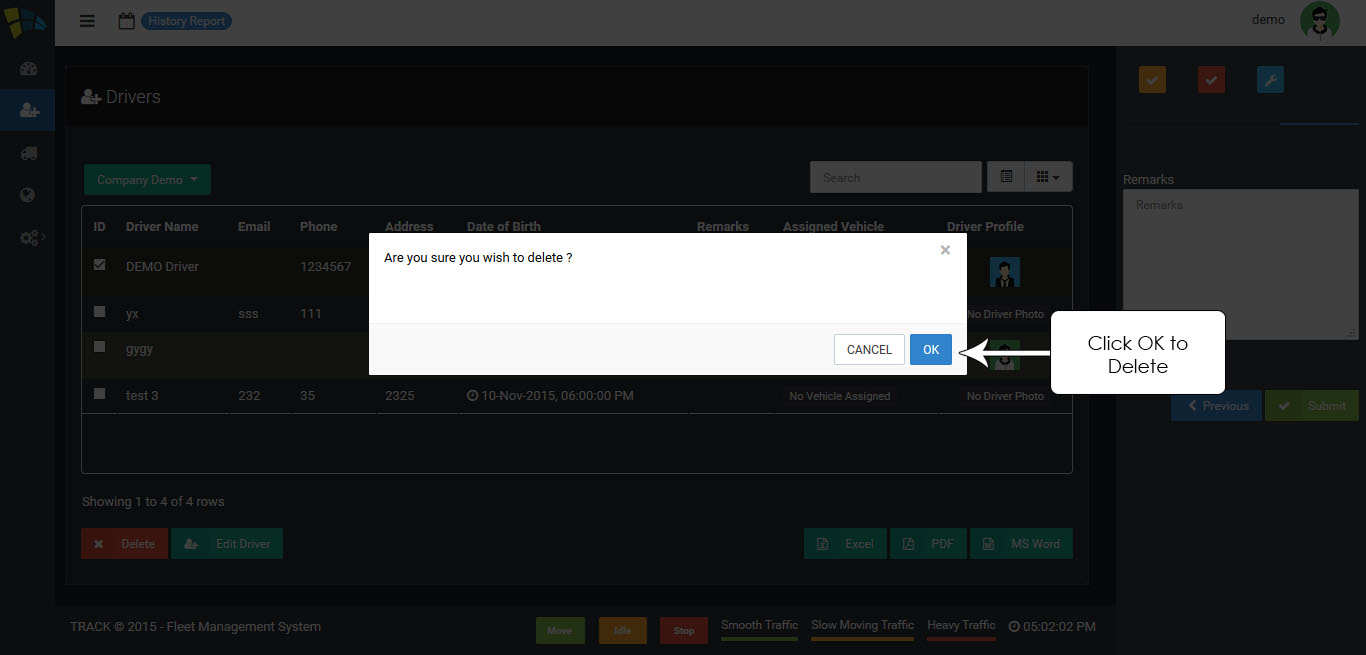 History Report
demo
Drivers
Company Demo
Search
Remarks
Remarks
ID Driver Name Email Phone Address Date of Birth Remarks Assigned Vehicle Driver Profile
DEMO Driver 1234567
yx sss 111 No Driver Photo
gygy
test 3 232 35 2325 10-Nov-2015, 06:00:00 PM No Vehicle Assigned No Driver Photo
Are you sure you wish to delete ?
×
CANCEL OK
Click OK to
Delete
Previous Submit
Showing 1 to 4 of 4 rows
Delete Edit Driver Excel PDF MS Word
TRACK © 2015 - Fleet Management System
Move Idle Stop Smooth Traffic Slow Moving Traffic Heavy Traffic 05:02:02 PM